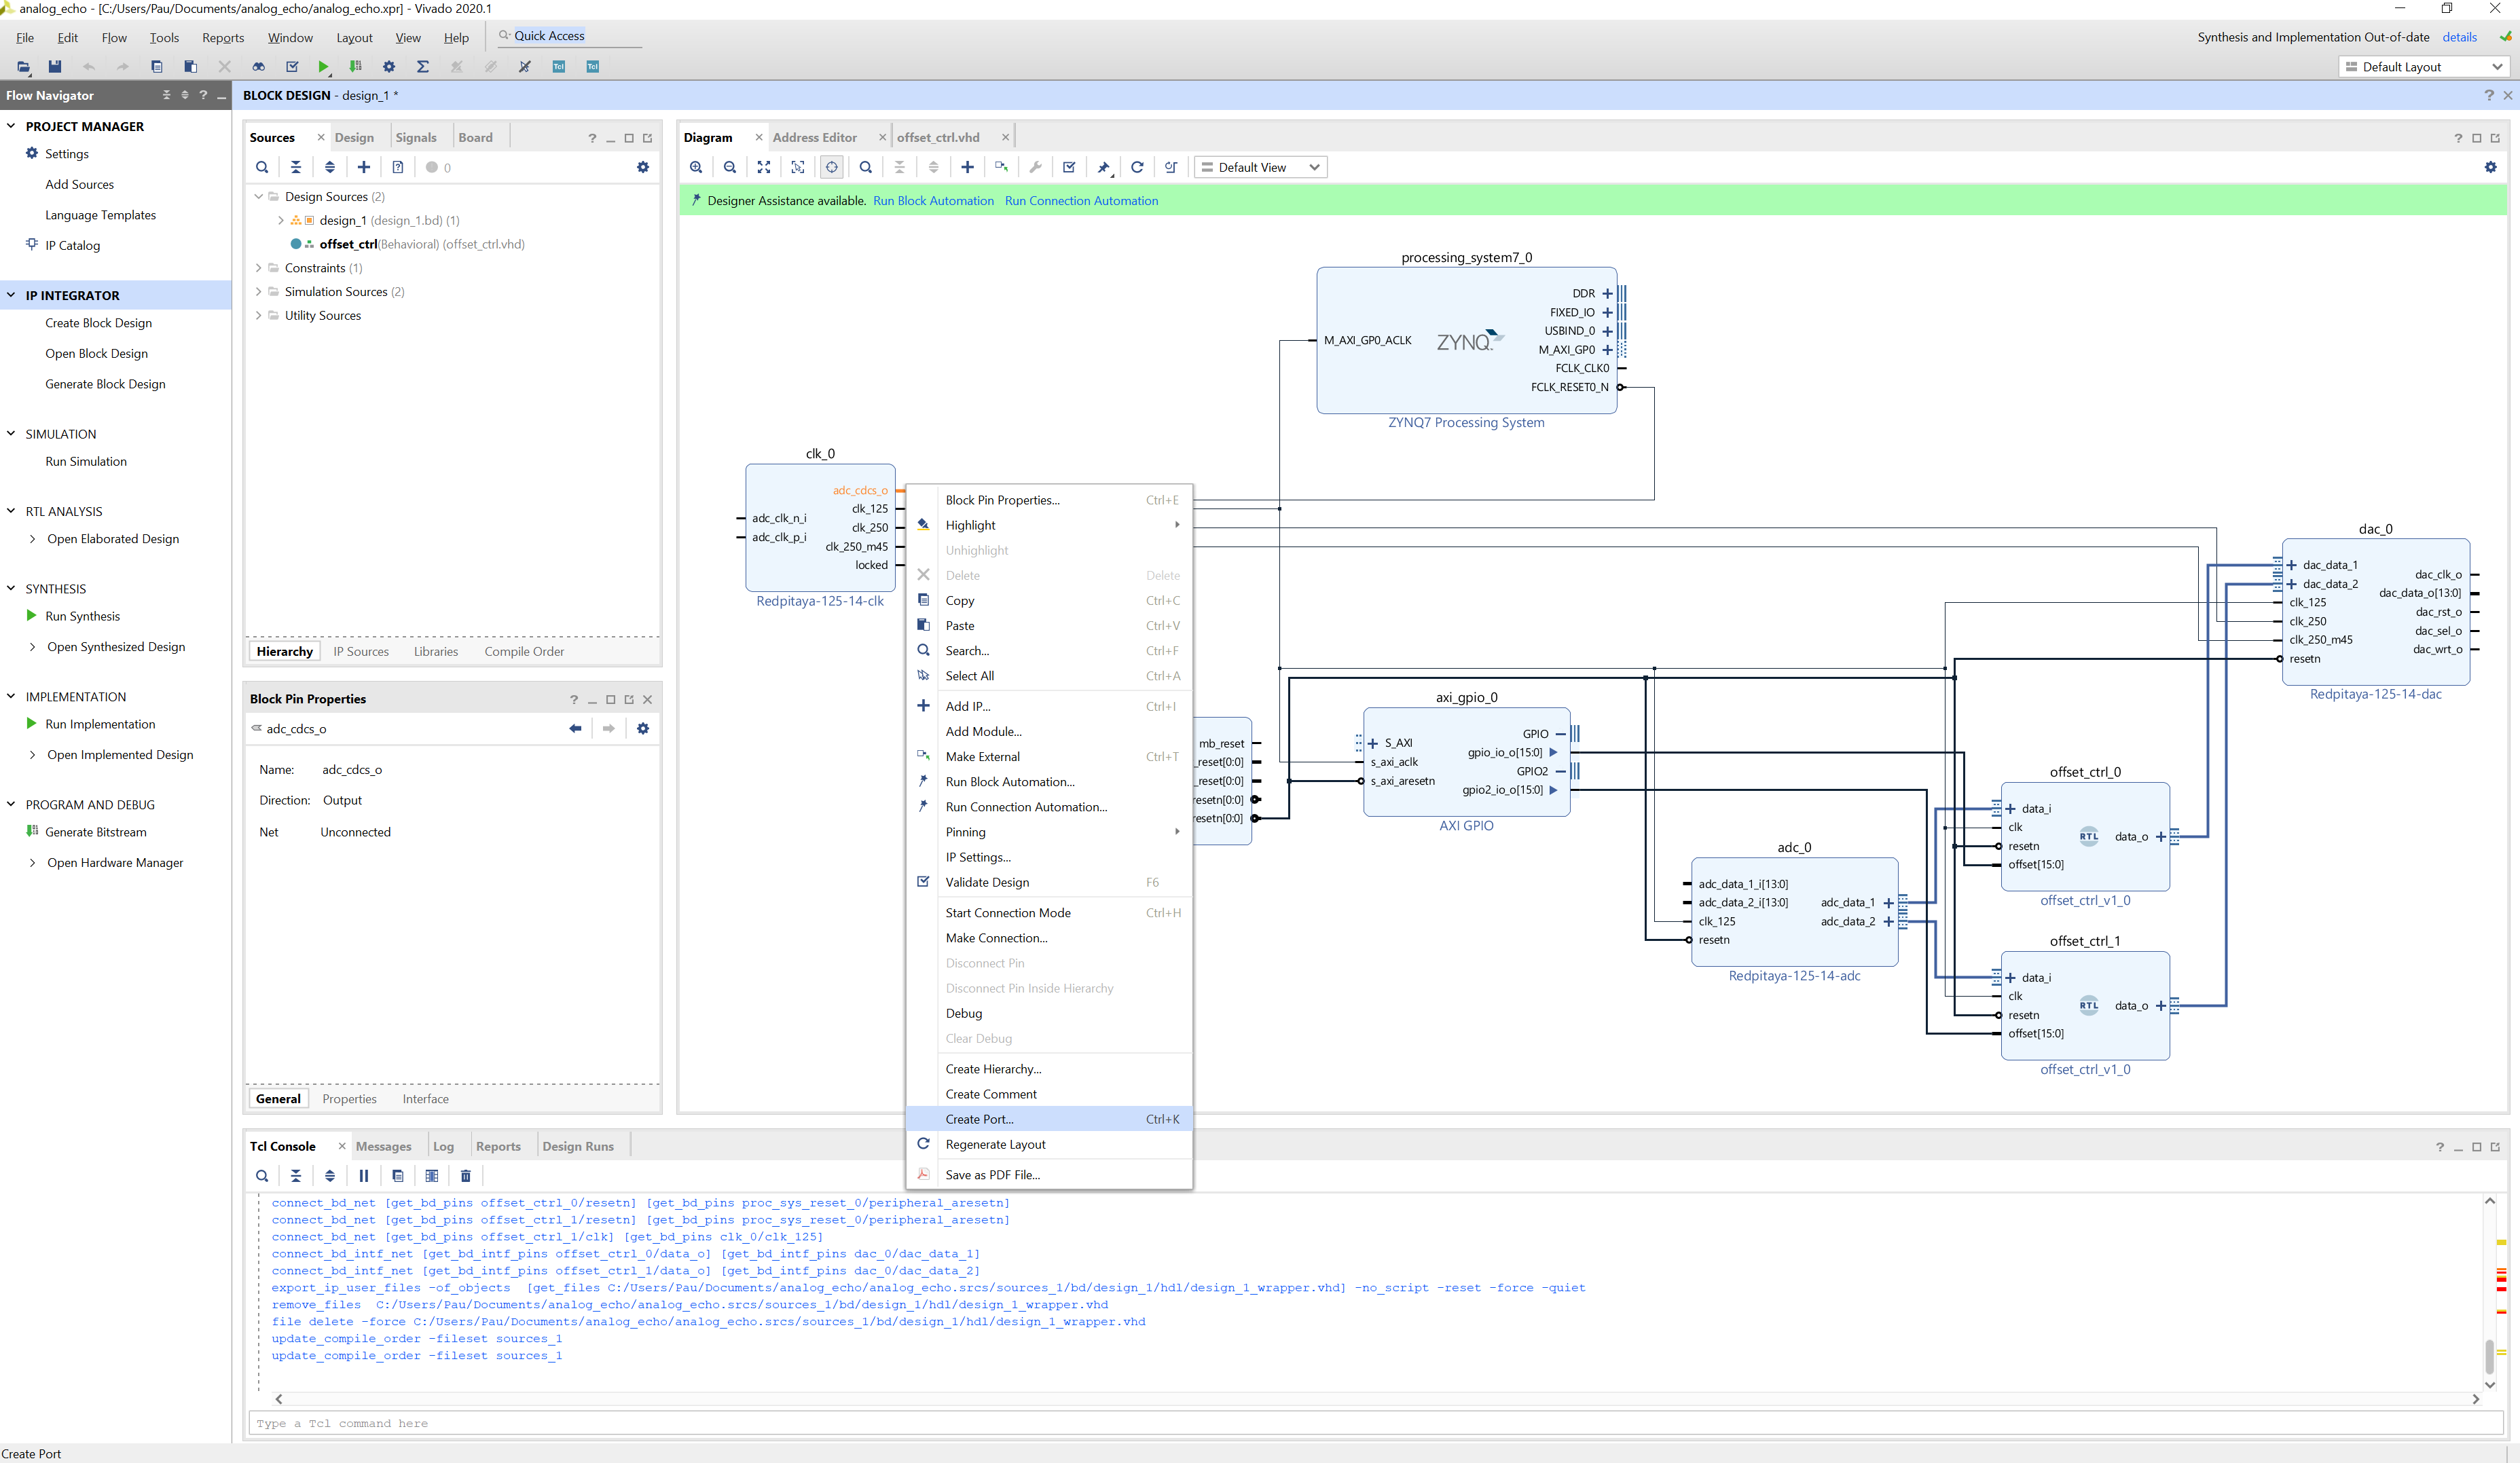 analog_echo - [C:/Users/Pau/Documents/analog_echo/analog_echo.xpr] - Vivado 2020.1
File Edit Flow Tools Reports Window Layout View Help Quick Access
Synthesis and Implementation Out-of-date details
Tcl Tcl
Default Layout
Flow Navigator
PROJECT MANAGER
Settings
Add Sources
Language Templates
IP Catalog
IP INTEGRATOR
Create Block Design
Open Block Design
Generate Block Design
SIMULATION
Run Simulation
RTL ANALYSIS
Open Elaborated Design
SYNTHESIS
Run Synthesis
Open Synthesized Design
IMPLEMENTATION
Run Implementation
Open Implemented Design
PROGRAM AND DEBUG
Generate Bitstream
Open Hardware Manager
BLOCK DESIGN - design_1 *
Sources Design Signals Board
0
Design Sources (2)
design_1 (design_1.bd) (1)
offset_ctrl(Behavioral) (offset_ctrl.vhd)
Constraints (1)
Simulation Sources (2)
Utility Sources
Hierarchy IP Sources Libraries Compile Order
Block Pin Properties
adc_cdcs_o
Name: adc_cdcs_o
Direction: Output
Net Unconnected
General Properties Interface
Diagram Address Editor offset_ctrl.vhd
Default View
Designer Assistance available. Run Block Automation Run Connection Automation
processing_system7_0
DDR
FIXED_IO
USBIND_0
M_AXI_GP0_ACLK
ZYNQ
M_AXI_GP0
FCLK_CLK0
FCLK_RESET0_N
ZYNQ7 Processing System
clk_0
adc_cdcs_o
clk_125
adc_clk_n_i
clk_250
adc_clk_p_i
clk_250_m45
locked
Redpitaya-125-14-clk
Block Pin Properties... Ctrl+E
Highlight
Unhighlight
Delete Delete
Copy Ctrl+C
Paste Ctrl+V
Search... Ctrl+F
Select All Ctrl+A
Add IP... Ctrl+I
Add Module...
Make External Ctrl+T
Run Block Automation...
Run Connection Automation...
Pinning
IP Settings...
Validate Design F6
Start Connection Mode Ctrl+H
Make Connection...
Disconnect Pin
Disconnect Pin Inside Hierarchy
Debug
Clear Debug
Create Hierarchy...
Create Comment
Create Port... Ctrl+K
Regenerate Layout
Save as PDF File...
mb_reset
_reset[0:0]
_reset[0:0]
resetn[0:0]
resetn[0:0]
axi_gpio_0
GPIO
S_AXI
gpio_io_o[15:0]
s_axi_aclk
GPIO2
s_axi_aresetn
gpio2_io_o[15:0]
AXI GPIO
adc_0
adc_data_1_i[13:0]
adc_data_2_i[13:0]
adc_data_1
clk_125
adc_data_2
resetn
Redpitaya-125-14-adc
dac_0
dac_data_1
dac_data_2
clk_125
clk_250
clk_250_m45
resetn
dac_clk_o
dac_data_o[13:0]
dac_rst_o
dac_sel_o
dac_wrt_o
Redpitaya-125-14-dac
offset_ctrl_0
data_i
clk
resetn
offset[15:0]
RTL
data_o
offset_ctrl_v1_0
offset_ctrl_1
data_i
clk
resetn
offset[15:0]
RTL
data_o
offset_ctrl_v1_0
Tcl Console Messages Log Reports Design Runs
connect_bd_net [get_bd_pins offset_ctrl_0/resetn] [get_bd_pins proc_sys_reset_0/peripheral_aresetn]
connect_bd_net [get_bd_pins offset_ctrl_1/resetn] [get_bd_pins proc_sys_reset_0/peripheral_aresetn]
connect_bd_net [get_bd_pins offset_ctrl_1/clk] [get_bd_pins clk_0/clk_125]
connect_bd_intf_net [get_bd_intf_pins offset_ctrl_0/data_o] [get_bd_intf_pins dac_0/dac_data_1]
connect_bd_intf_net [get_bd_intf_pins offset_ctrl_1/data_o] [get_bd_intf_pins dac_0/dac_data_2]
export_ip_user_files -of_objects [get_files C:/Users/Pau/Documents/analog_echo/analog_echo.srcs/sources_1/bd/design_1/hdl/design_1_wrapper.vhd] -no_script -reset -force -quiet
remove_files C:/Users/Pau/Documents/analog_echo/analog_echo.srcs/sources_1/bd/design_1/hdl/design_1_wrapper.vhd
file delete -force C:/Users/Pau/Documents/analog_echo/analog_echo.srcs/sources_1/bd/design_1/hdl/design_1_wrapper.vhd
update_compile_order -fileset sources_1
update_compile_order -fileset sources_1
Type a Tcl command here
Create Port